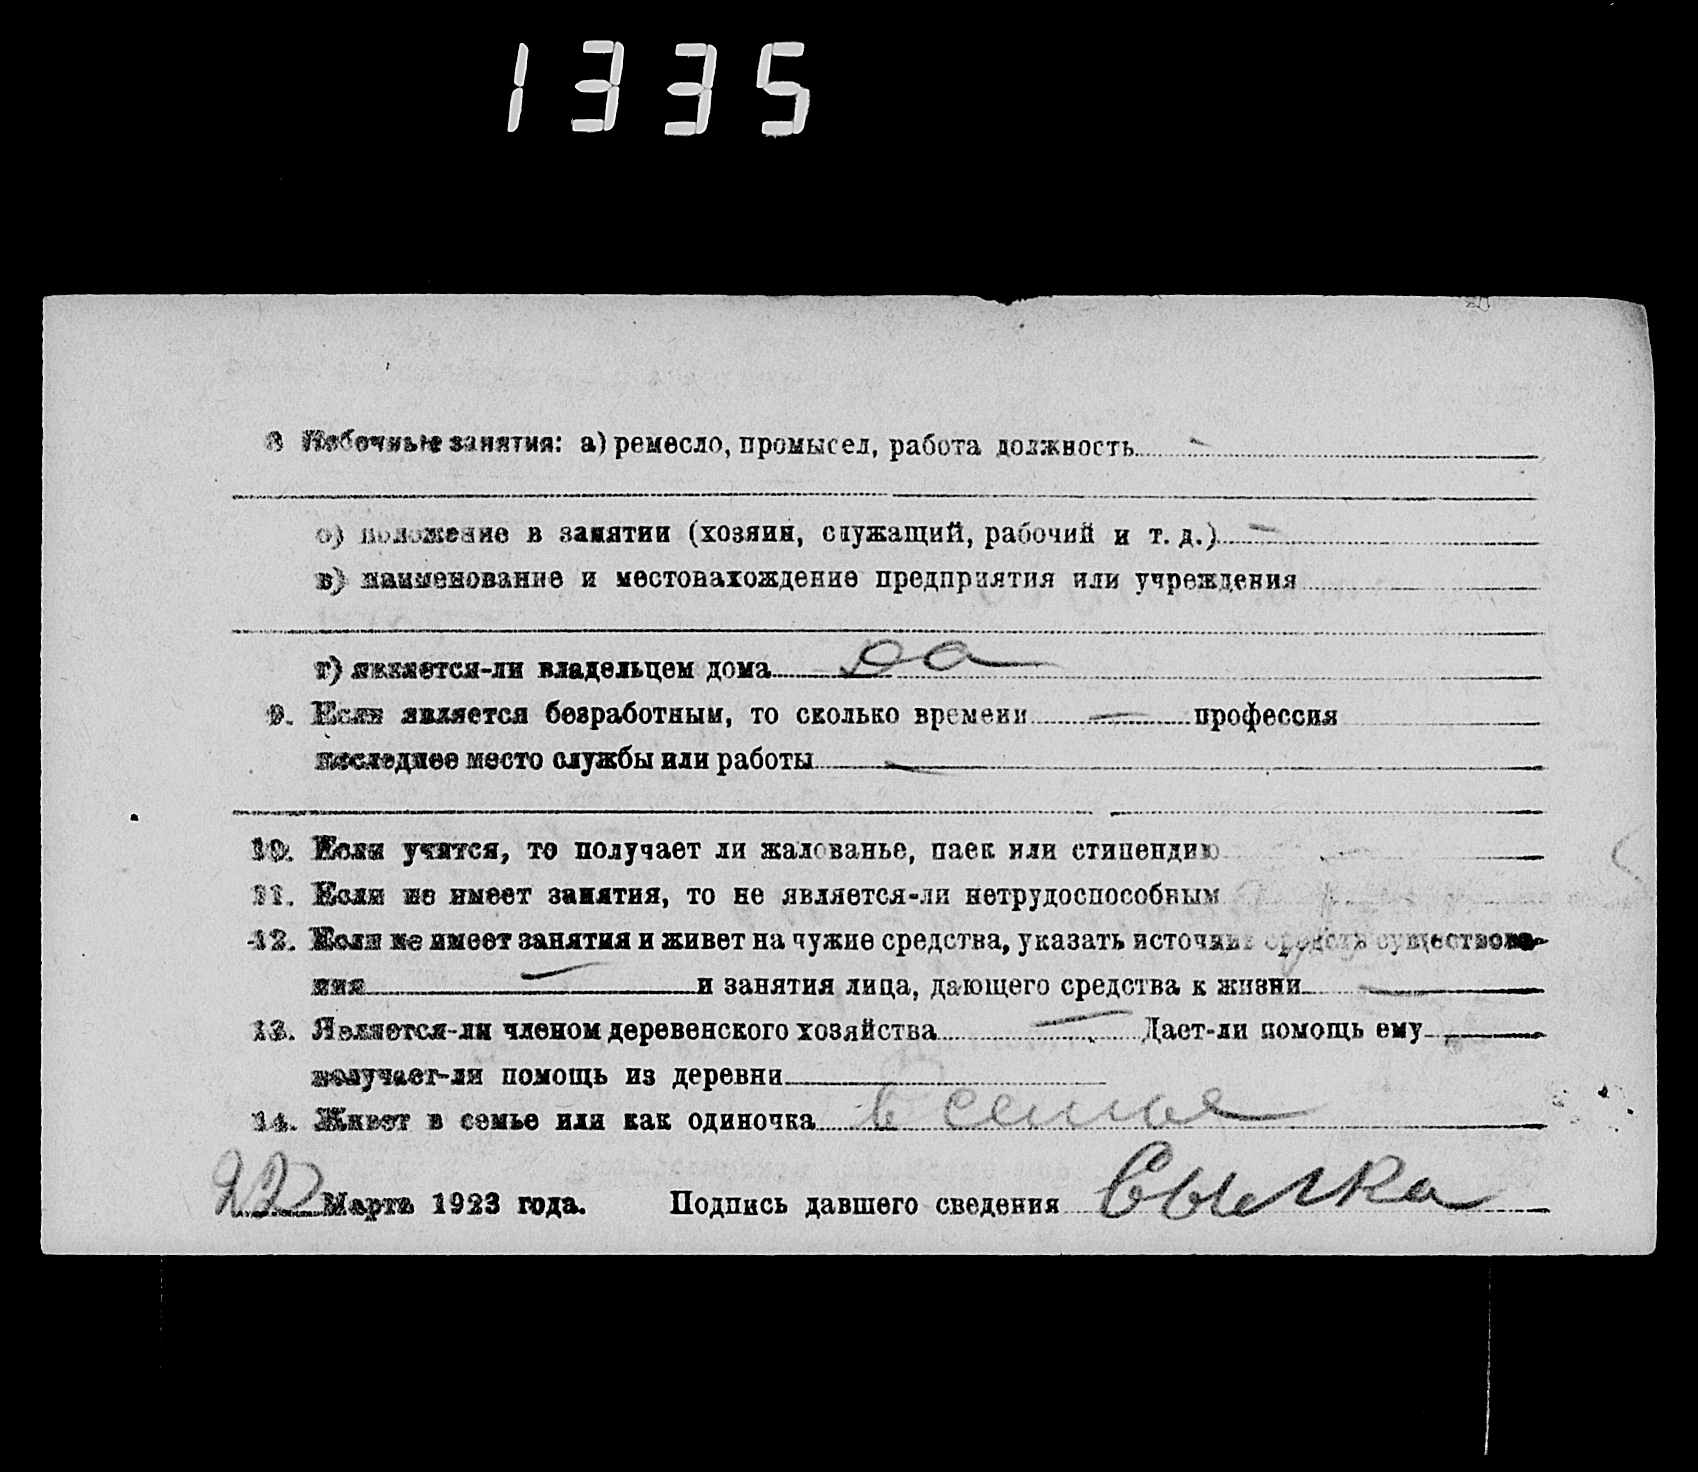 1335
8 Побочные занятия: а) ремесло, промысел, работа должность —
б) положение в занятии (хозяин, служащий, рабочий и т. д.) —
в) наименование и местонахождение предприятия или учреждения
г) является-ли владельцем дома да
9. Если является безработным, то сколько времени — профессия
последнее место службы или работы —
10. Если учится, то получает ли жалованье, паек или стипендию
11. Если не имеет занятия, то не является-ли нетрудоспособным
12. Если не имеет занятия и живет на чужие средства, указать источник средств существова-
ния — и занятия лица, дающего средства к жизни —
13. Является-ли членом деревенского хозяйства — Дает-ли помощь ему
получает-ли помощь из деревни
14. Живет в семье или как одиночка в семье
22 Марта 1923 года. Подпись давшего сведения